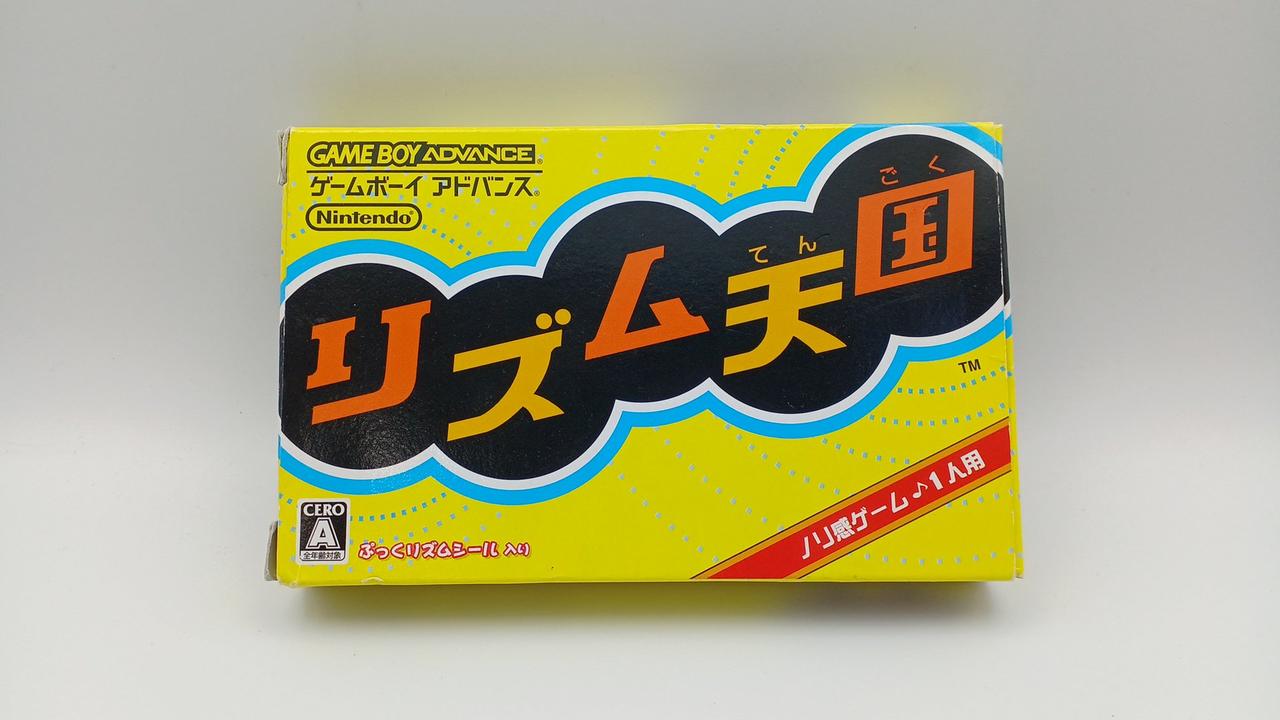 GAME BOY ADVANCE®
ゲームボーイ アドバンス®
Nintendo®
ごく
てん
リズム天国
TM
ノリ感ゲーム♪1人用
CERO
A
全年齢対象
ぷっくリズムシール 入り